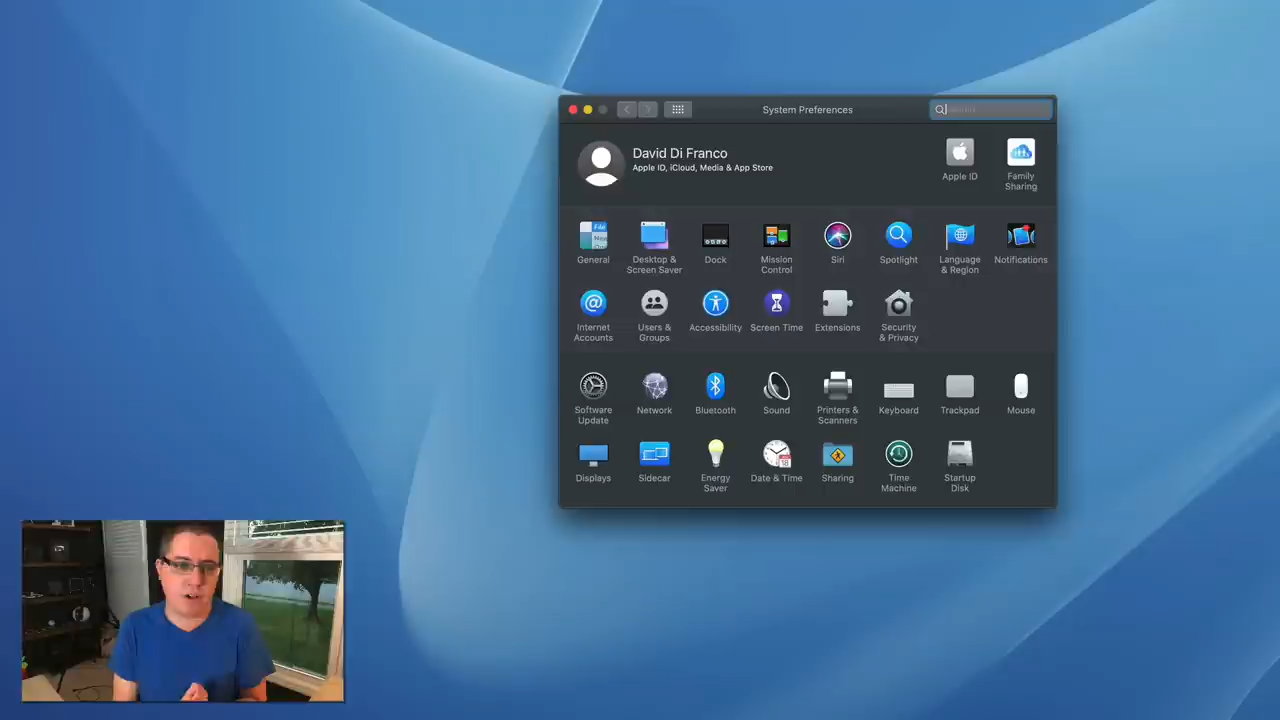 System Preferences
David Di Franco
Apple ID, iCloud, Media & App Store
Apple ID
Family
Sharing
General
Desktop &
Screen Saver
Dock
Mission
Control
Siri
Spotlight
Language
& Region
Notifications
Internet
Accounts
Users &
Groups
Accessibility
Screen Time
Extensions
Security
& Privacy
Software
Update
Network
Bluetooth
Sound
Printers &
Scanners
Keyboard
Trackpad
Mouse
Displays
Sidecar
Energy
Saver
Date & Time
Sharing
Time
Machine
Startup
Disk